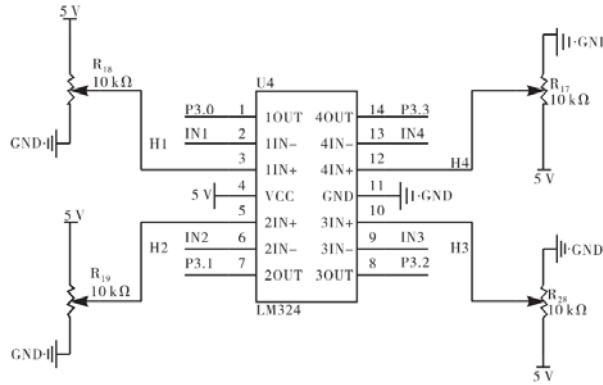 5 V
R18
10 kΩ
GND
H1
U4
P3.0 1 1OUT 4OUT 14 P3.3
IN1 2 1IN- 4IN- 13 IN4
3 1IN+ 4IN+ 12
H4
5 V 4 VCC GND 11 GND
5 2IN+ 3IN+ 10
IN2 6 2IN- 3IN- 9 IN3
P3.1 7 2OUT 3OUT 8 P3.2
LM324
GND
R17
10 kΩ
5 V
5 V
H2
R19
10 kΩ
GND
GND
H3
R28
10 kΩ
5 V